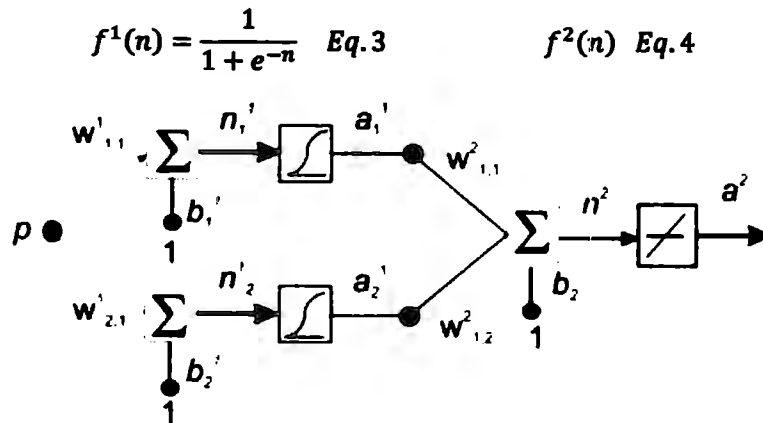 f¹(n) = 1 / (1 + e⁻ⁿ) Eq.3
f²(n) Eq.4
w¹₁,₁ Σ n₁¹ a₁¹ w²₁,₁
b₁¹
1
p
Σ n² a²
b₂
1
w¹₂,₁ Σ n¹₂ a₂¹ w²₁,₂
b₂¹
1